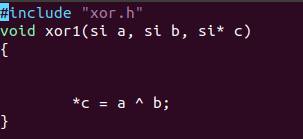 #include "xor.h"
void xor1(si a, si b, si* c)
{
*c = a ^ b;
}